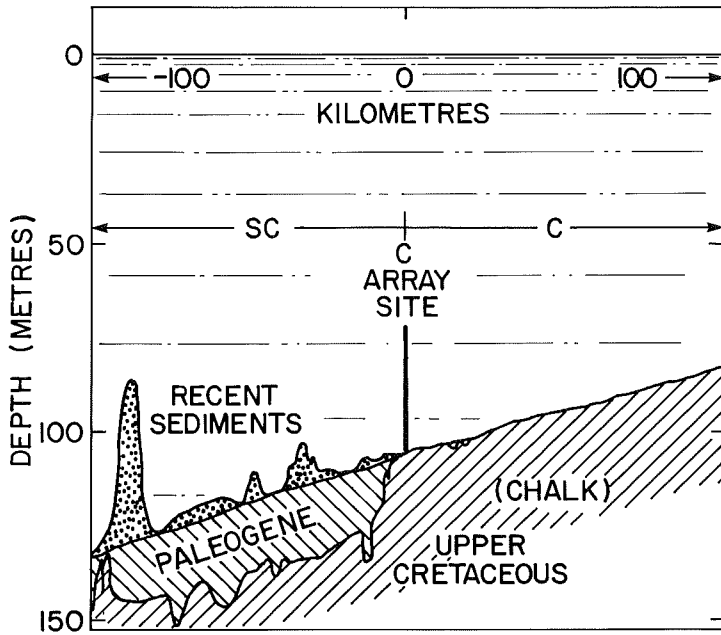 0
-100 0 100
KILOMETRES
SC C
50
C
ARRAY
SITE
DEPTH (METRES)
RECENT
SEDIMENTS
100
(CHALK)
PALEOGENE
UPPER
CRETACEOUS
150